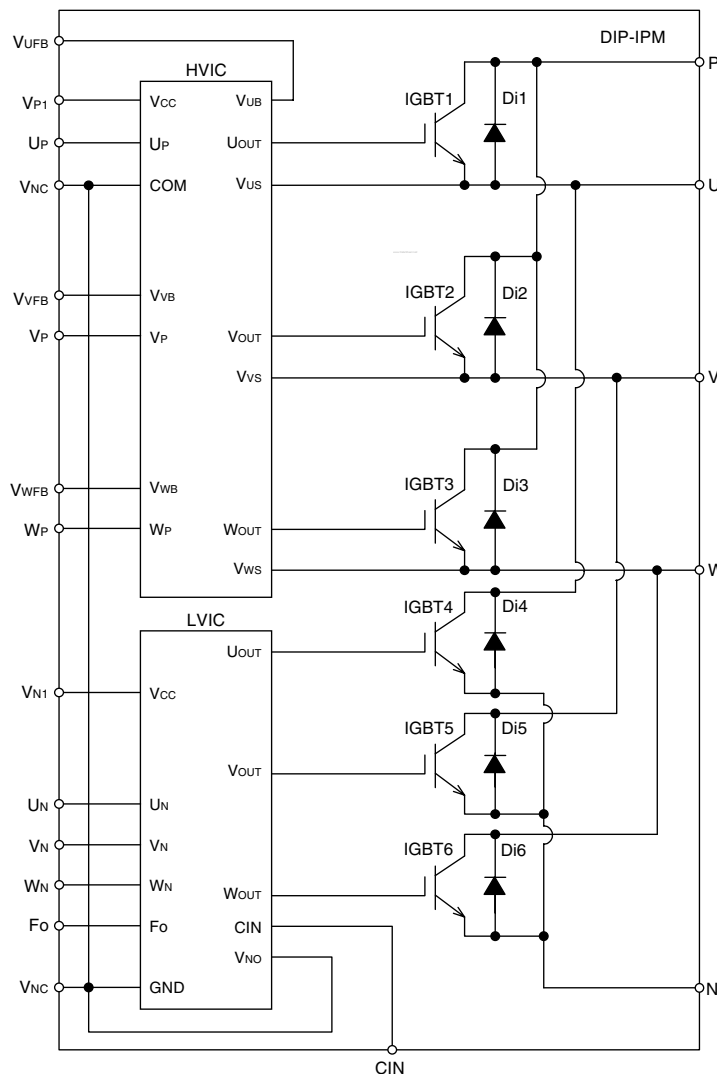 DIP-IPM
VUFB
HVIC
P
VP1
VCC
VUB
IGBT1
Di1
UP
UP
UOUT
VNC
COM
VUS
U
VVFB
VVB
IGBT2
Di2
VP
VP
VOUT
VVS
V
VWFB
VWB
IGBT3
Di3
WP
WP
WOUT
VWS
W
LVIC
IGBT4
Di4
UOUT
VN1
VCC
IGBT5
Di5
VOUT
UN
UN
VN
VN
IGBT6
Di6
WN
WN
WOUT
Fo
Fo
CIN
VNO
VNC
GND
N
CIN